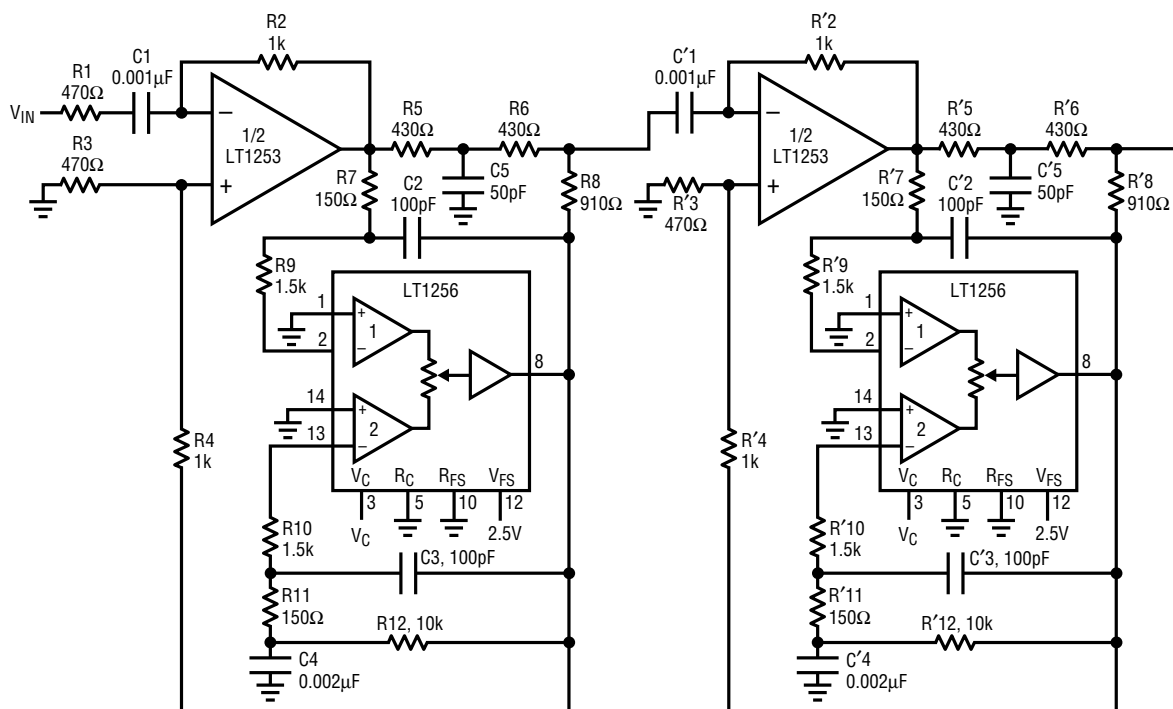 R2
1k
C1
0.001µF
R1
470Ω
VIN
R3
470Ω
–
+
1/2
LT1253
R5
430Ω
R6
430Ω
C5
50pF
R7
150Ω
C2
100pF
R8
910Ω
R9
1.5k
LT1256
1
+
1
2
–
8
14
+
2
13
–
VC
RC
RFS
VFS
3
5
10
12
VC
2.5V
R4
1k
R10
1.5k
C3, 100pF
R11
150Ω
R12, 10k
C4
0.002µF
R′2
1k
C′1
0.001µF
–
+
1/2
LT1253
R′3
470Ω
R′5
430Ω
R′6
430Ω
C′5
50pF
R′7
150Ω
C′2
100pF
R′8
910Ω
R′9
1.5k
LT1256
1
+
1
2
–
8
14
+
2
13
–
VC
RC
RFS
VFS
3
5
10
12
VC
2.5V
R′4
1k
R′10
1.5k
C′3, 100pF
R′11
150Ω
R′12, 10k
C′4
0.002µF